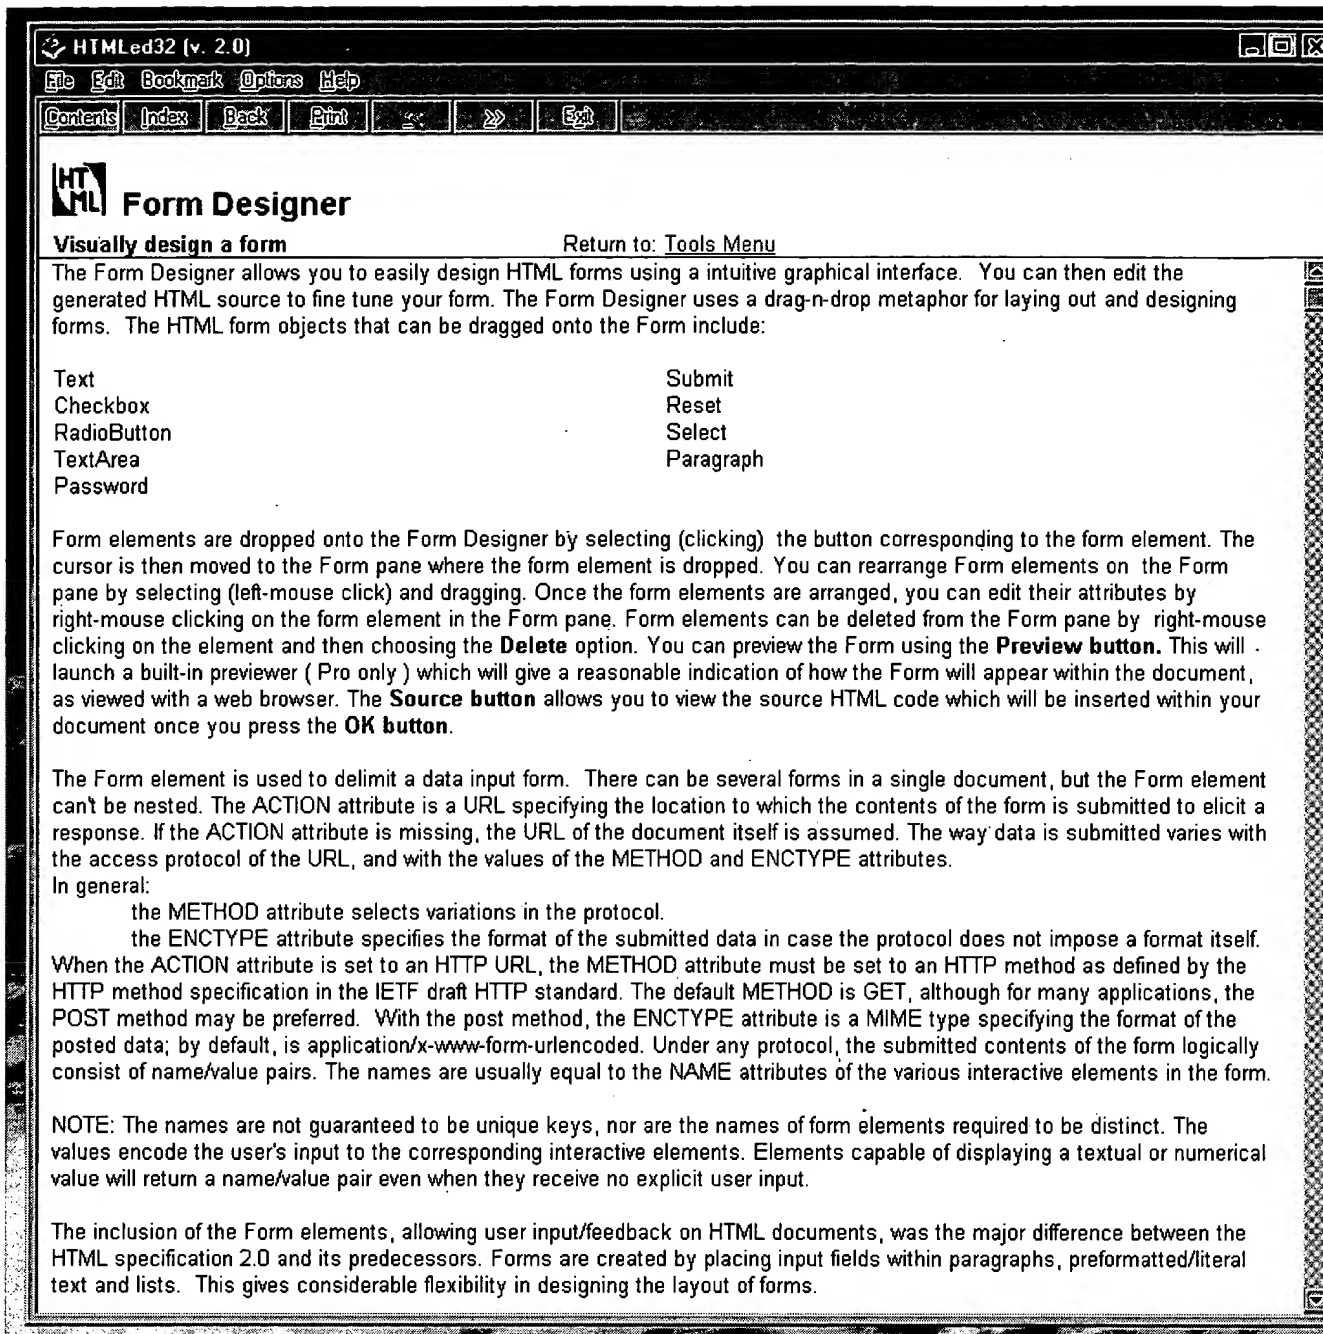 HTMLed32 (v. 2.0)
File Edit Bookmark Options Help
Contents Index Back Print << >> Exit
HT
ML Form Designer
Visually design a form Return to: Tools Menu
The Form Designer allows you to easily design HTML forms using a intuitive graphical interface. You can then edit the
generated HTML source to fine tune your form. The Form Designer uses a drag-n-drop metaphor for laying out and designing
forms. The HTML form objects that can be dragged onto the Form include:
Text Submit
Checkbox Reset
RadioButton Select
TextArea Paragraph
Password
Form elements are dropped onto the Form Designer by selecting (clicking) the button corresponding to the form element. The
cursor is then moved to the Form pane where the form element is dropped. You can rearrange Form elements on the Form
pane by selecting (left-mouse click) and dragging. Once the form elements are arranged, you can edit their attributes by
right-mouse clicking on the form element in the Form pane. Form elements can be deleted from the Form pane by right-mouse
clicking on the element and then choosing the Delete option. You can preview the Form using the Preview button. This will
launch a built-in previewer ( Pro only ) which will give a reasonable indication of how the Form will appear within the document,
as viewed with a web browser. The Source button allows you to view the source HTML code which will be inserted within your
document once you press the OK button.
The Form element is used to delimit a data input form. There can be several forms in a single document, but the Form element
can't be nested. The ACTION attribute is a URL specifying the location to which the contents of the form is submitted to elicit a
response. If the ACTION attribute is missing, the URL of the document itself is assumed. The way data is submitted varies with
the access protocol of the URL, and with the values of the METHOD and ENCTYPE attributes.
In general:
the METHOD attribute selects variations in the protocol.
the ENCTYPE attribute specifies the format of the submitted data in case the protocol does not impose a format itself.
When the ACTION attribute is set to an HTTP URL, the METHOD attribute must be set to an HTTP method as defined by the
HTTP method specification in the IETF draft HTTP standard. The default METHOD is GET, although for many applications, the
POST method may be preferred. With the post method, the ENCTYPE attribute is a MIME type specifying the format of the
posted data; by default, is application/x-www-form-urlencoded. Under any protocol, the submitted contents of the form logically
consist of name/value pairs. The names are usually equal to the NAME attributes of the various interactive elements in the form.
NOTE: The names are not guaranteed to be unique keys, nor are the names of form elements required to be distinct. The
values encode the user's input to the corresponding interactive elements. Elements capable of displaying a textual or numerical
value will return a name/value pair even when they receive no explicit user input.
The inclusion of the Form elements, allowing user input/feedback on HTML documents, was the major difference between the
HTML specification 2.0 and its predecessors. Forms are created by placing input fields within paragraphs, preformatted/literal
text and lists. This gives considerable flexibility in designing the layout of forms.